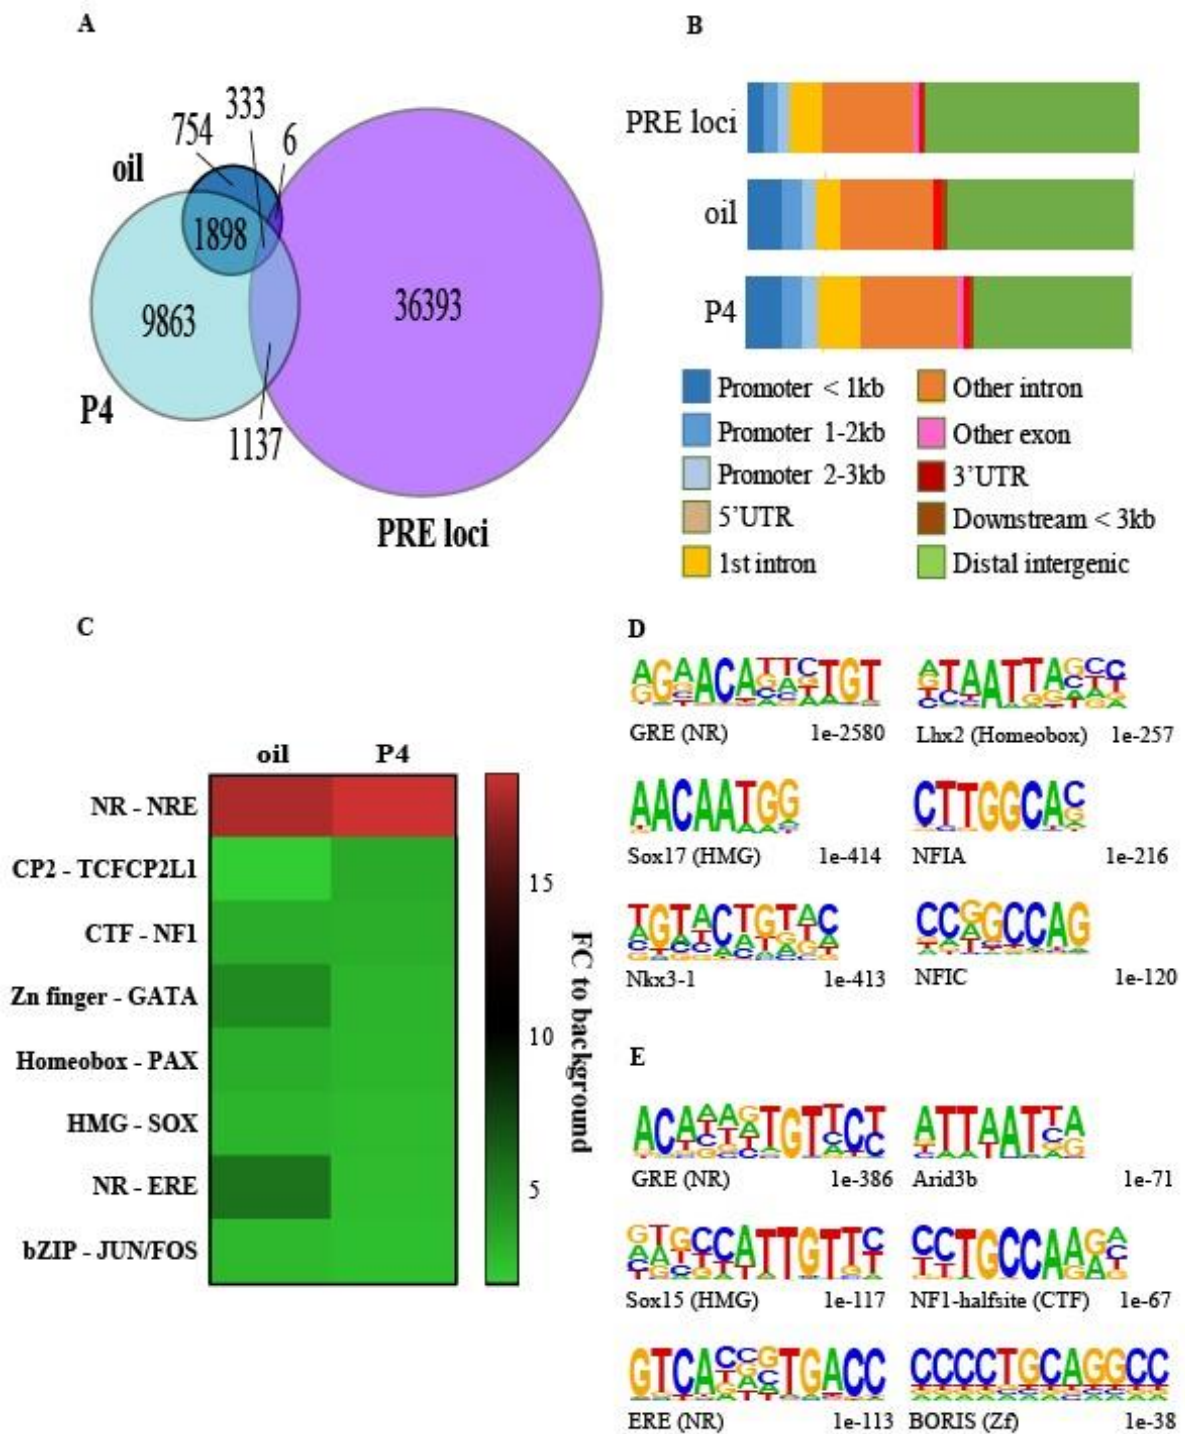 A
333
754
6
oil
1898
9863
36393
P4
1137
PRE loci
B
PRE loci
oil
P4
Promoter < 1kb
Promoter 1-2kb
Promoter 2-3kb
5'UTR
1st intron
Other intron
Other exon
3'UTR
Downstream < 3kb
Distal intergenic
C
oil P4
NR - NRE
CP2 - TCFCP2L1
CTF - NF1
Zn finger - GATA
Homeobox - PAX
HMG - SOX
NR - ERE
bZIP - JUN/FOS
15
10
5
FC to background
D
GRE (NR) 1e-2580
Lhx2 (Homeobox) 1e-257
AACAATGG
Sox17 (HMG) 1e-414
CTTGGCAC
NFIA 1e-216
Nkx3-1 1e-413
NFIC 1e-120
E
GRE (NR) 1e-386
Arid3b 1e-71
Sox15 (HMG) 1e-117
NF1-halfsite (CTF) 1e-67
ERE (NR) 1e-113
CCCCTGCAGGCC
BORIS (Zf) 1e-38